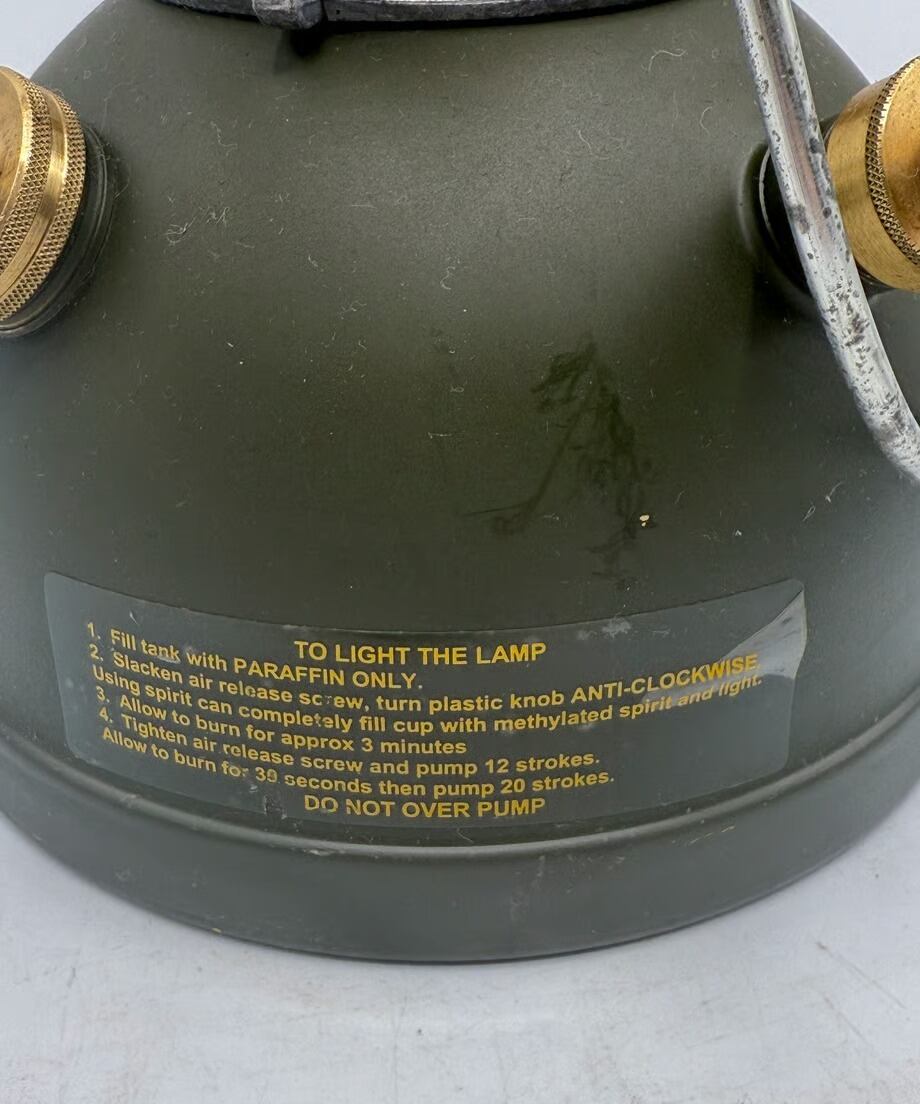 TO LIGHT THE LAMP
1. Fill tank with PARAFFIN ONLY.
2. Slacken air release screw, turn plastic knob ANTI-CLOCKWISE.
Using spirit can completely fill cup with methylated spirit and light.
3. Allow to burn for approx 3 minutes
4. Tighten air release screw and pump 12 strokes.
Allow to burn for 30 seconds then pump 20 strokes.
DO NOT OVER PUMP